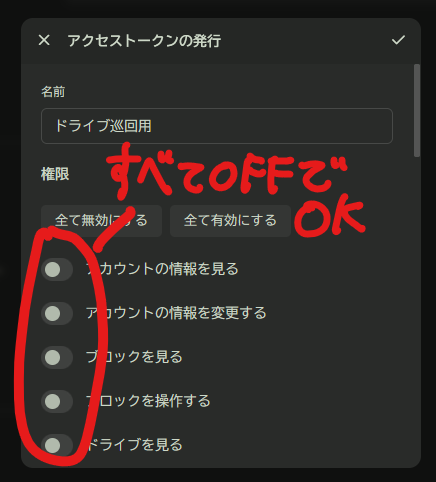 アクセストークンの発行
名前
ドライブ巡回用
権限
すべてOFFで
OK
全て無効にする
全て有効にする
アカウントの情報を見る
アカウントの情報を変更する
ブロックを見る
ブロックを操作する
ドライブを見る